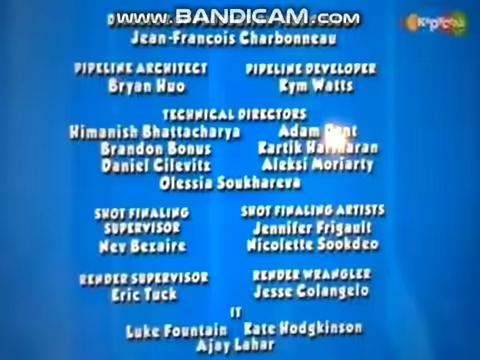 www.BANDICAM.com
Jean-Francois Charbonneau
PIPELINE ARCHITECT PIPELINE DEVELOPER
Bryan Huo Kym Watts
TECHNICAL DIRECTORS
Himanish Bhattacharya Adam
Brandon Bonus Kartik Hariharan
Daniel Gilevitz Aleksi Moriarty
Olessia Soukhareva
SHOT FINALING SUPERVISOR SHOT FINALING ARTISTS
Nev Bezaire Jennifer Frigault
Nicolette Sookdeo
RENDER SUPERVISOR RENDER WRANGLER
Eric Tuck Jesse Colangelo
IT
Luke Fountain Kate Hodgkinson
Ajay Lahar